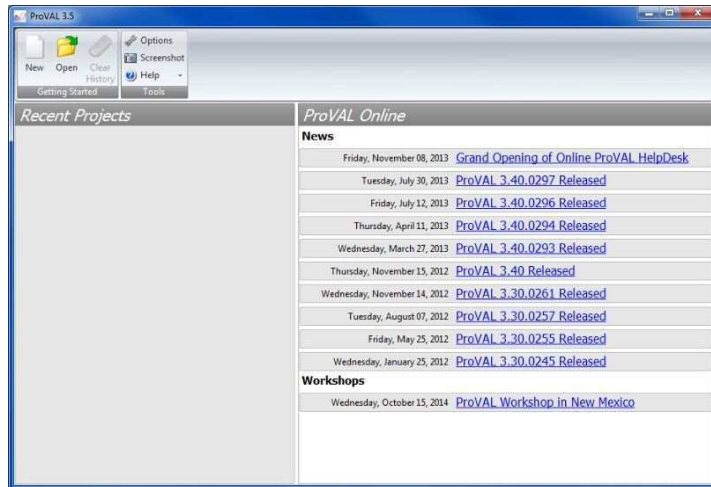 ProVAL 3.5
New
Open
Clear
History
Getting Started
Options
Screenshot
Help
Tools
Recent Projects
ProVAL Online
News
Friday, November 08, 2013 Grand Opening of Online ProVAL HelpDesk
Tuesday, July 30, 2013 ProVAL 3.40.0297 Released
Friday, July 12, 2013 ProVAL 3.40.0296 Released
Thursday, April 11, 2013 ProVAL 3.40.0294 Released
Wednesday, March 27, 2013 ProVAL 3.40.0293 Released
Thursday, November 15, 2012 ProVAL 3.40 Released
Wednesday, November 14, 2012 ProVAL 3.30.0261 Released
Tuesday, August 07, 2012 ProVAL 3.30.0257 Released
Friday, May 25, 2012 ProVAL 3.30.0255 Released
Wednesday, January 25, 2012 ProVAL 3.30.0245 Released
Workshops
Wednesday, October 15, 2014 ProVAL Workshop in New Mexico